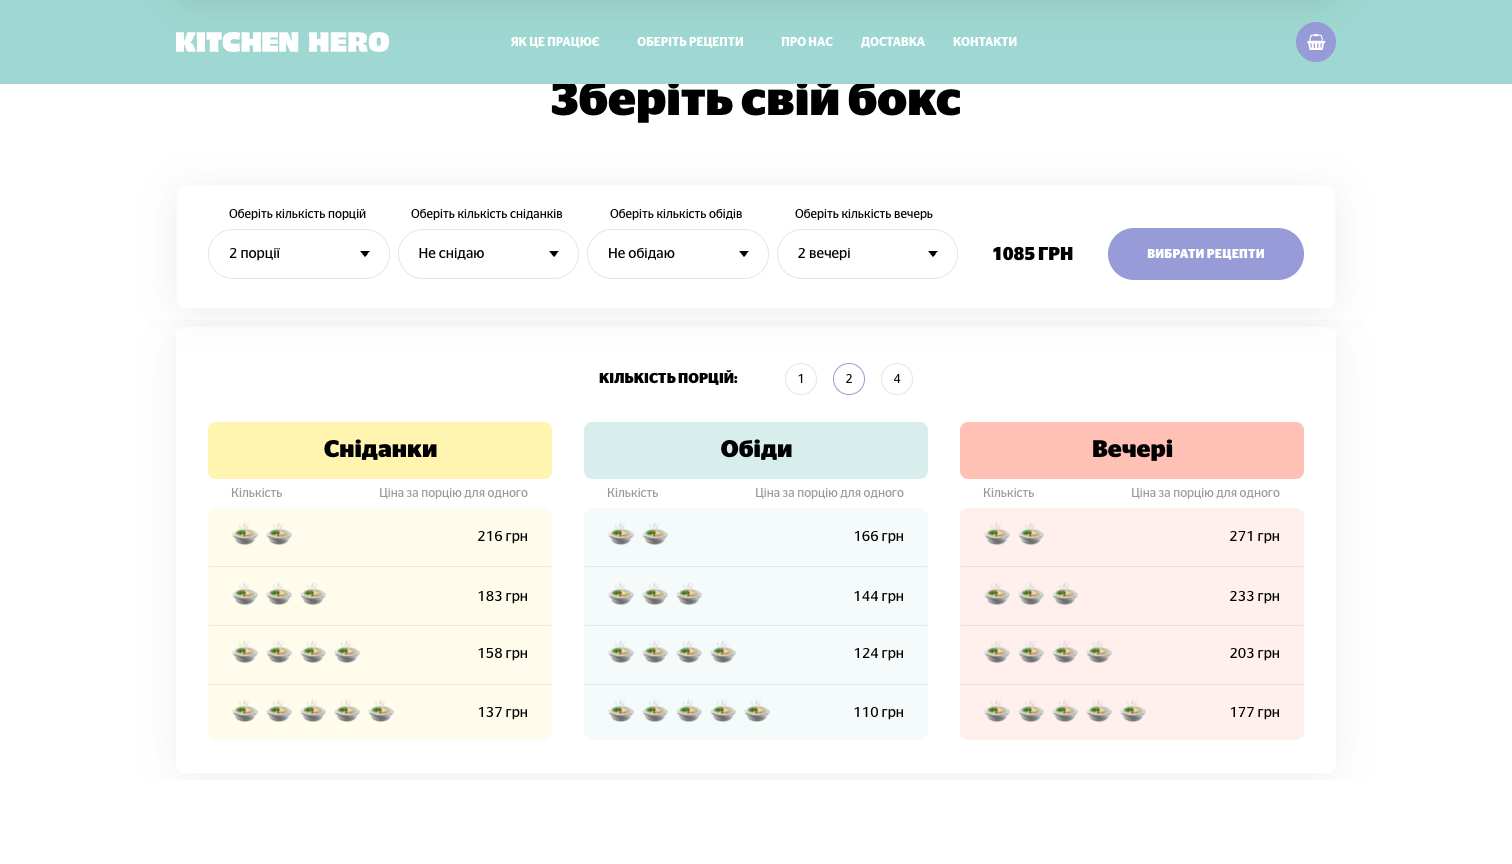 KITCHEN HERO
ЯК ЦЕ ПРАЦЮЄ
ОБЕРІТЬ РЕЦЕПТИ
ПРО НАС
ДОСТАВКА
КОНТАКТИ
Зберіть свій бокс
Оберіть кількість порцій
Оберіть кількість сніданків
Оберіть кількість обідів
Оберіть кількість вечерь
2 порції
Не снідаю
Не обідаю
2 вечері
1085 ГРН
ВИБРАТИ РЕЦЕПТИ
КІЛЬКІСТЬ ПОРЦІЙ:
1
2
4
Сніданки
Кількість
Ціна за порцію для одного
216 грн
183 грн
158 грн
137 грн
Обіди
Кількість
Ціна за порцію для одного
166 грн
144 грн
124 грн
110 грн
Вечері
Кількість
Ціна за порцію для одного
271 грн
233 грн
203 грн
177 грн